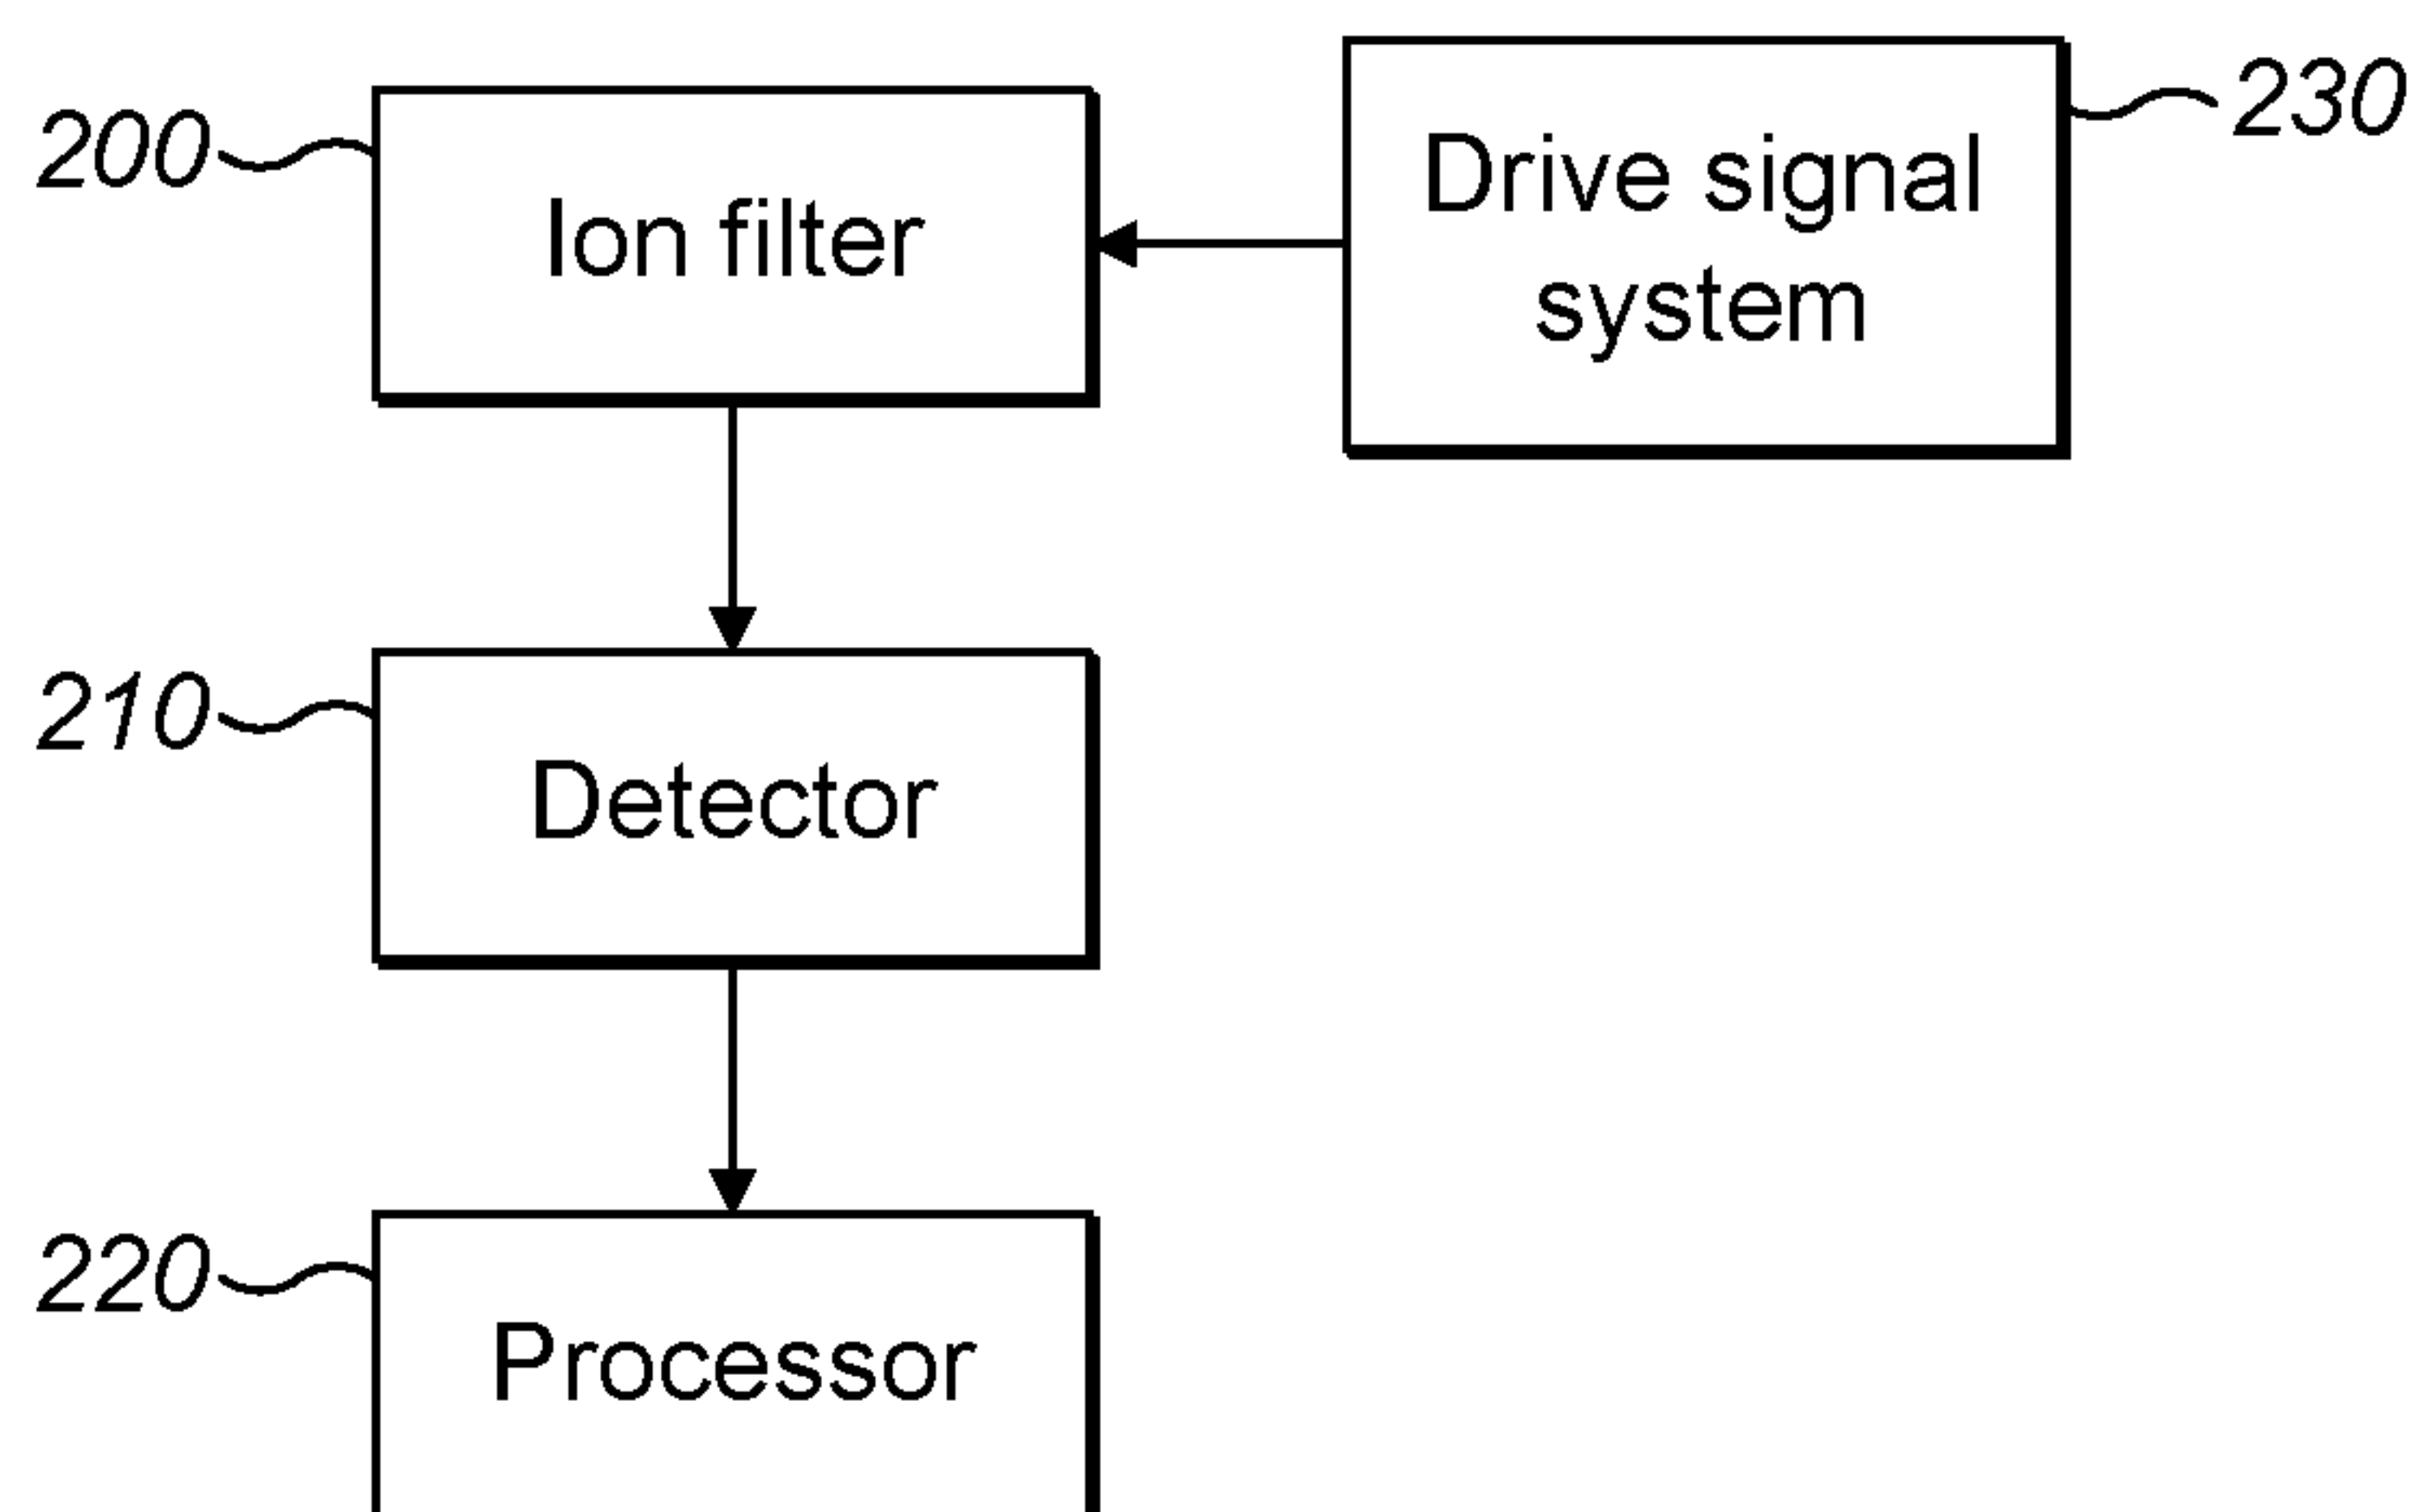 200
Ion filter
Drive signal
system
230
210
Detector
220
Processor